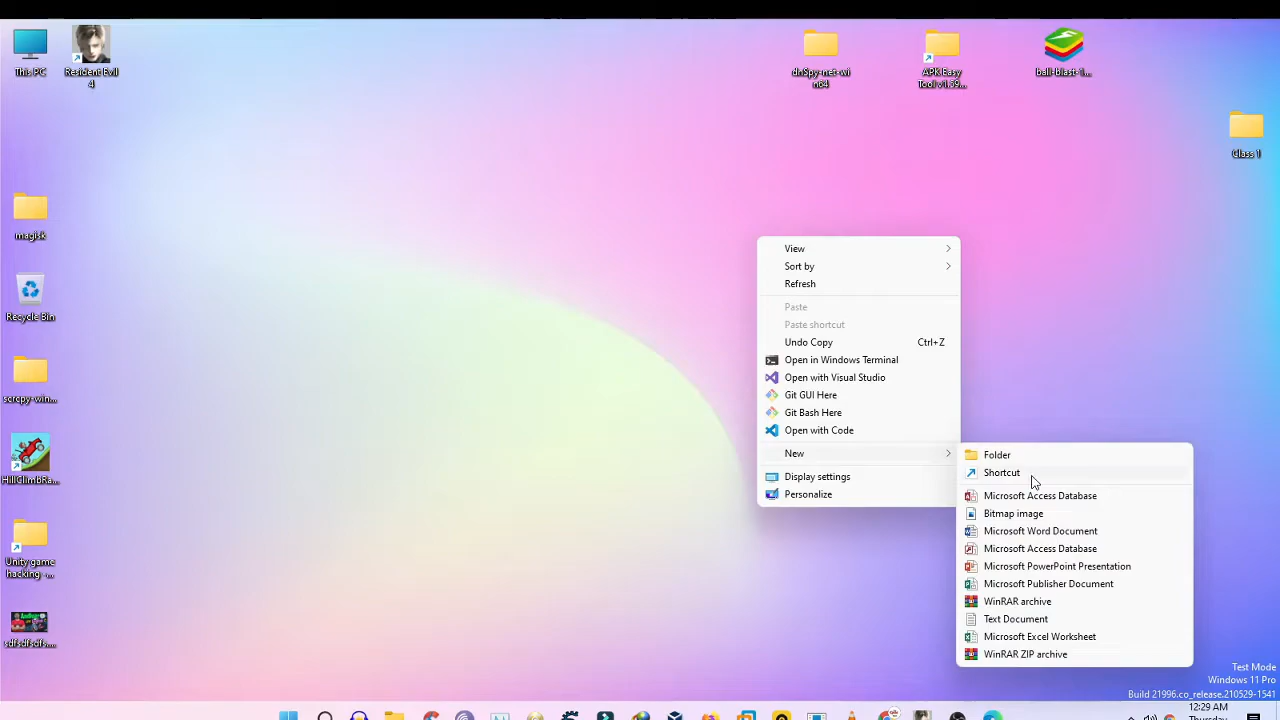 This PC
Resident Evil
4
dnSpy-net-wi
n64
APK Easy
Tool v1.59...
ball-blast-1...
Class 1
magisk
Recycle Bin
scrcpy-win...
HillClimbRa...
Unity game
hacking -...
sdfsdfsdfs....
View
Sort by
Refresh
Paste
Paste shortcut
Undo Copy Ctrl+Z
Open in Windows Terminal
Open with Visual Studio
Git GUI Here
Git Bash Here
Open with Code
New
Display settings
Personalize
Folder
Shortcut
Microsoft Access Database
Bitmap image
Microsoft Word Document
Microsoft Access Database
Microsoft PowerPoint Presentation
Microsoft Publisher Document
WinRAR archive
Text Document
Microsoft Excel Worksheet
WinRAR ZIP archive
Test Mode
Windows 11 Pro
Build 21996.co_release.210529-1541
12:29 AM
Thursday